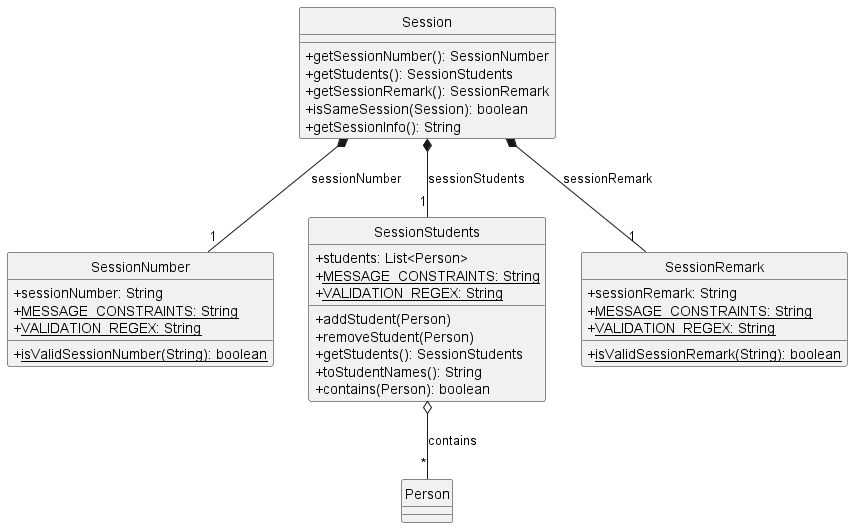 Session
+getSessionNumber(): SessionNumber
+getStudents(): SessionStudents
+getSessionRemark(): SessionRemark
+isSameSession(Session): boolean
+getSessionInfo(): String
sessionNumber
sessionStudents
sessionRemark
1
1
1
SessionNumber
+sessionNumber: String
+MESSAGE_CONSTRAINTS: String
+VALIDATION_REGEX: String
+isValidSessionNumber(String): boolean
SessionStudents
+students: List<Person>
+MESSAGE_CONSTRAINTS: String
+VALIDATION_REGEX: String
+addStudent(Person)
+removeStudent(Person)
+getStudents(): SessionStudents
+toStudentNames(): String
+contains(Person): boolean
SessionRemark
+sessionRemark: String
+MESSAGE_CONSTRAINTS: String
+VALIDATION_REGEX: String
+isValidSessionRemark(String): boolean
contains
*
Person